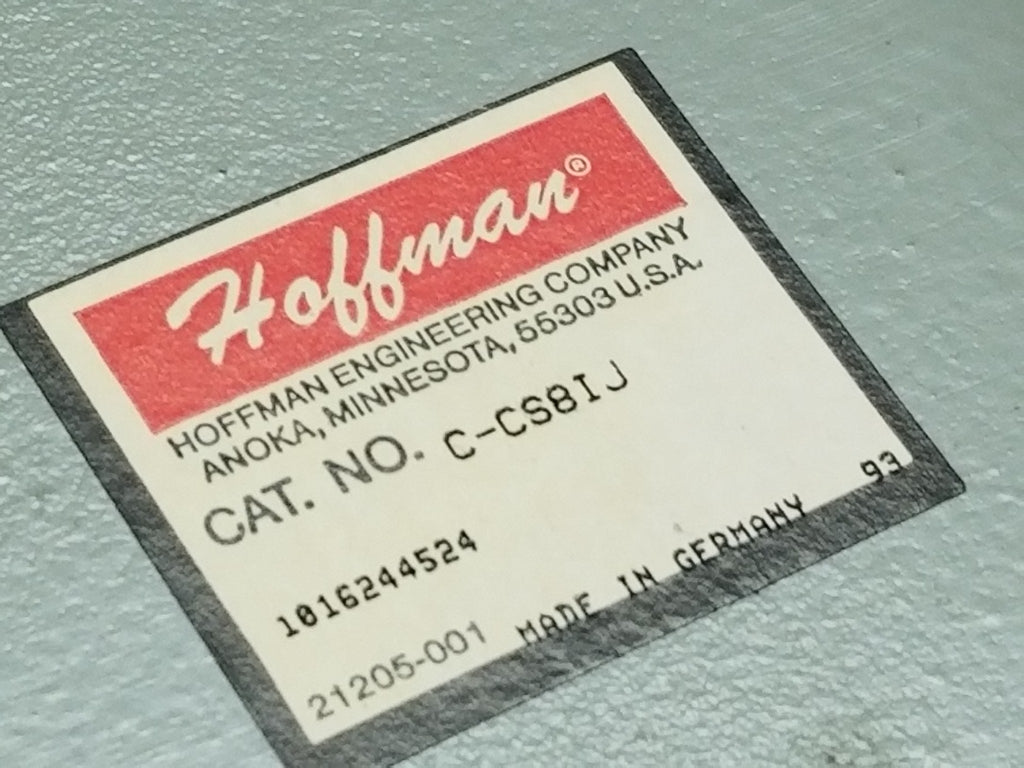 Hoffman®
HOFFMAN ENGINEERING COMPANY
ANOKA, MINNESOTA, 55303 U.S.A.
CAT. NO. C-CS8IJ
1016244524
21205-001 MADE IN GERMANY 93